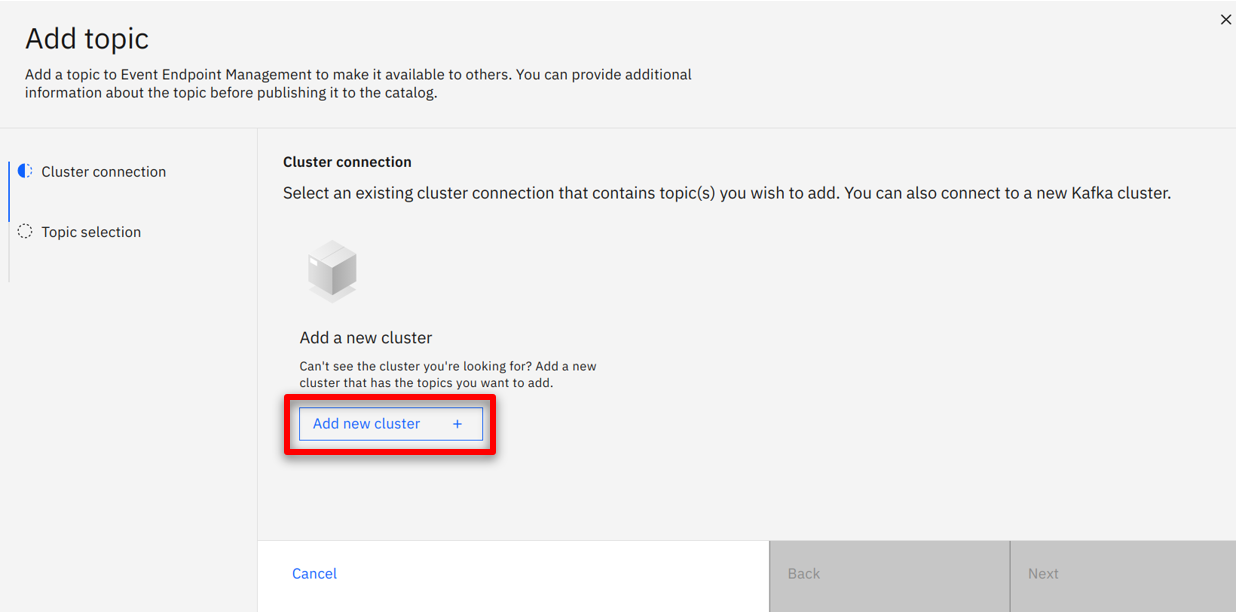 Add topic
Add a topic to Event Endpoint Management to make it available to others. You can provide additional
information about the topic before publishing it to the catalog.
Cluster connection
Topic selection
Cluster connection
Select an existing cluster connection that contains topic(s) you wish to add. You can also connect to a new Kafka cluster.
Add a new cluster
Can't see the cluster you're looking for? Add a new
cluster that has the topics you want to add.
Add new cluster +
Cancel
Back
Next